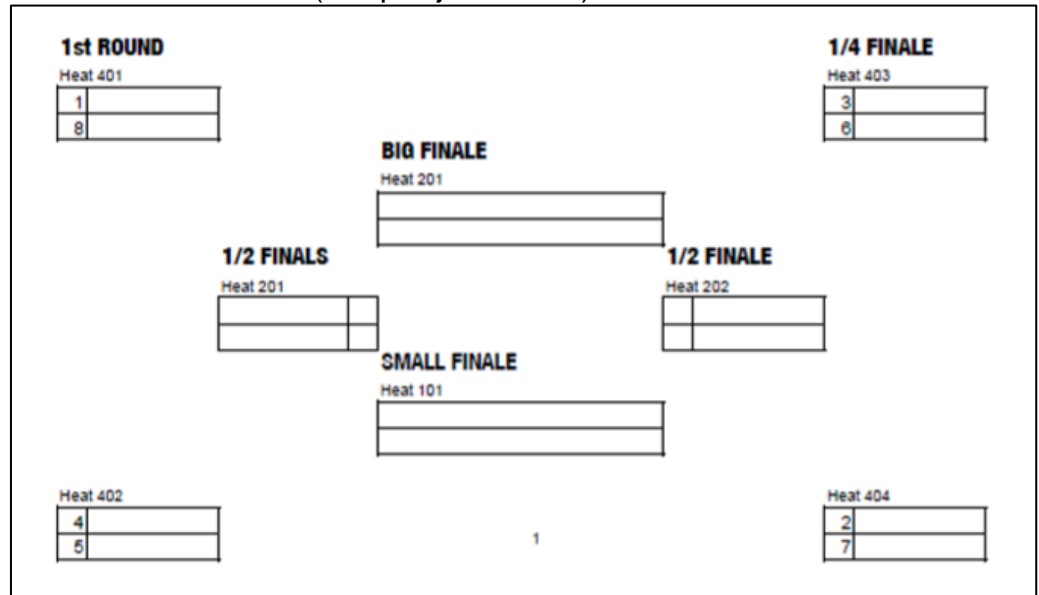 1st ROUND
1/4 FINALE
Heat 401
Heat 403
1
3
8
6
BIG FINALE
Heat 201
1/2 FINALS
1/2 FINALE
Heat 201
Heat 202
SMALL FINALE
Heat 101
Heat 402
Heat 404
4
2
5
7
1